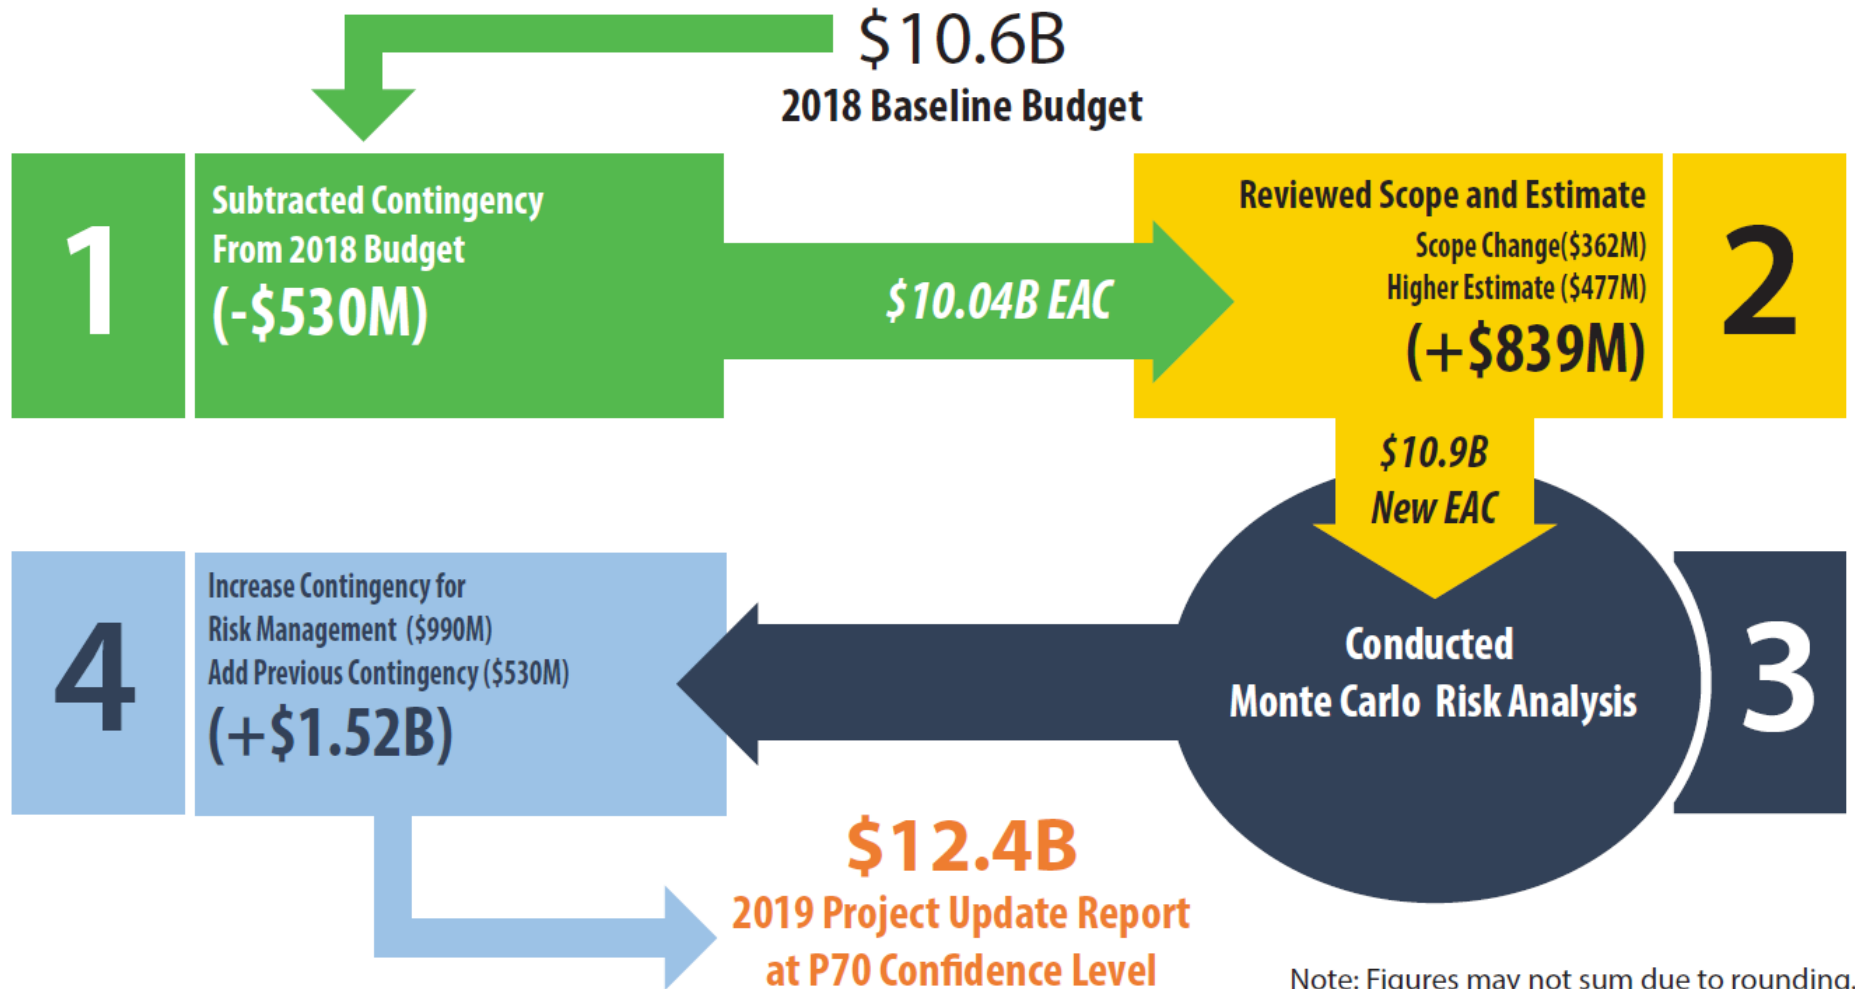 $10.6B
2018 Baseline Budget
1
Subtracted Contingency
From 2018 Budget
(-$530M)
$10.04B EAC
Reviewed Scope and Estimate
Scope Change($362M)
Higher Estimate ($477M)
(+$839M)
2
$10.9B
New EAC
Conducted
Monte Carlo Risk Analysis
3
4
Increase Contingency for
Risk Management ($990M)
Add Previous Contingency ($530M)
(+$1.52B)
$12.4B
2019 Project Update Report
at P70 Confidence Level
Note: Figures may not sum due to rounding.